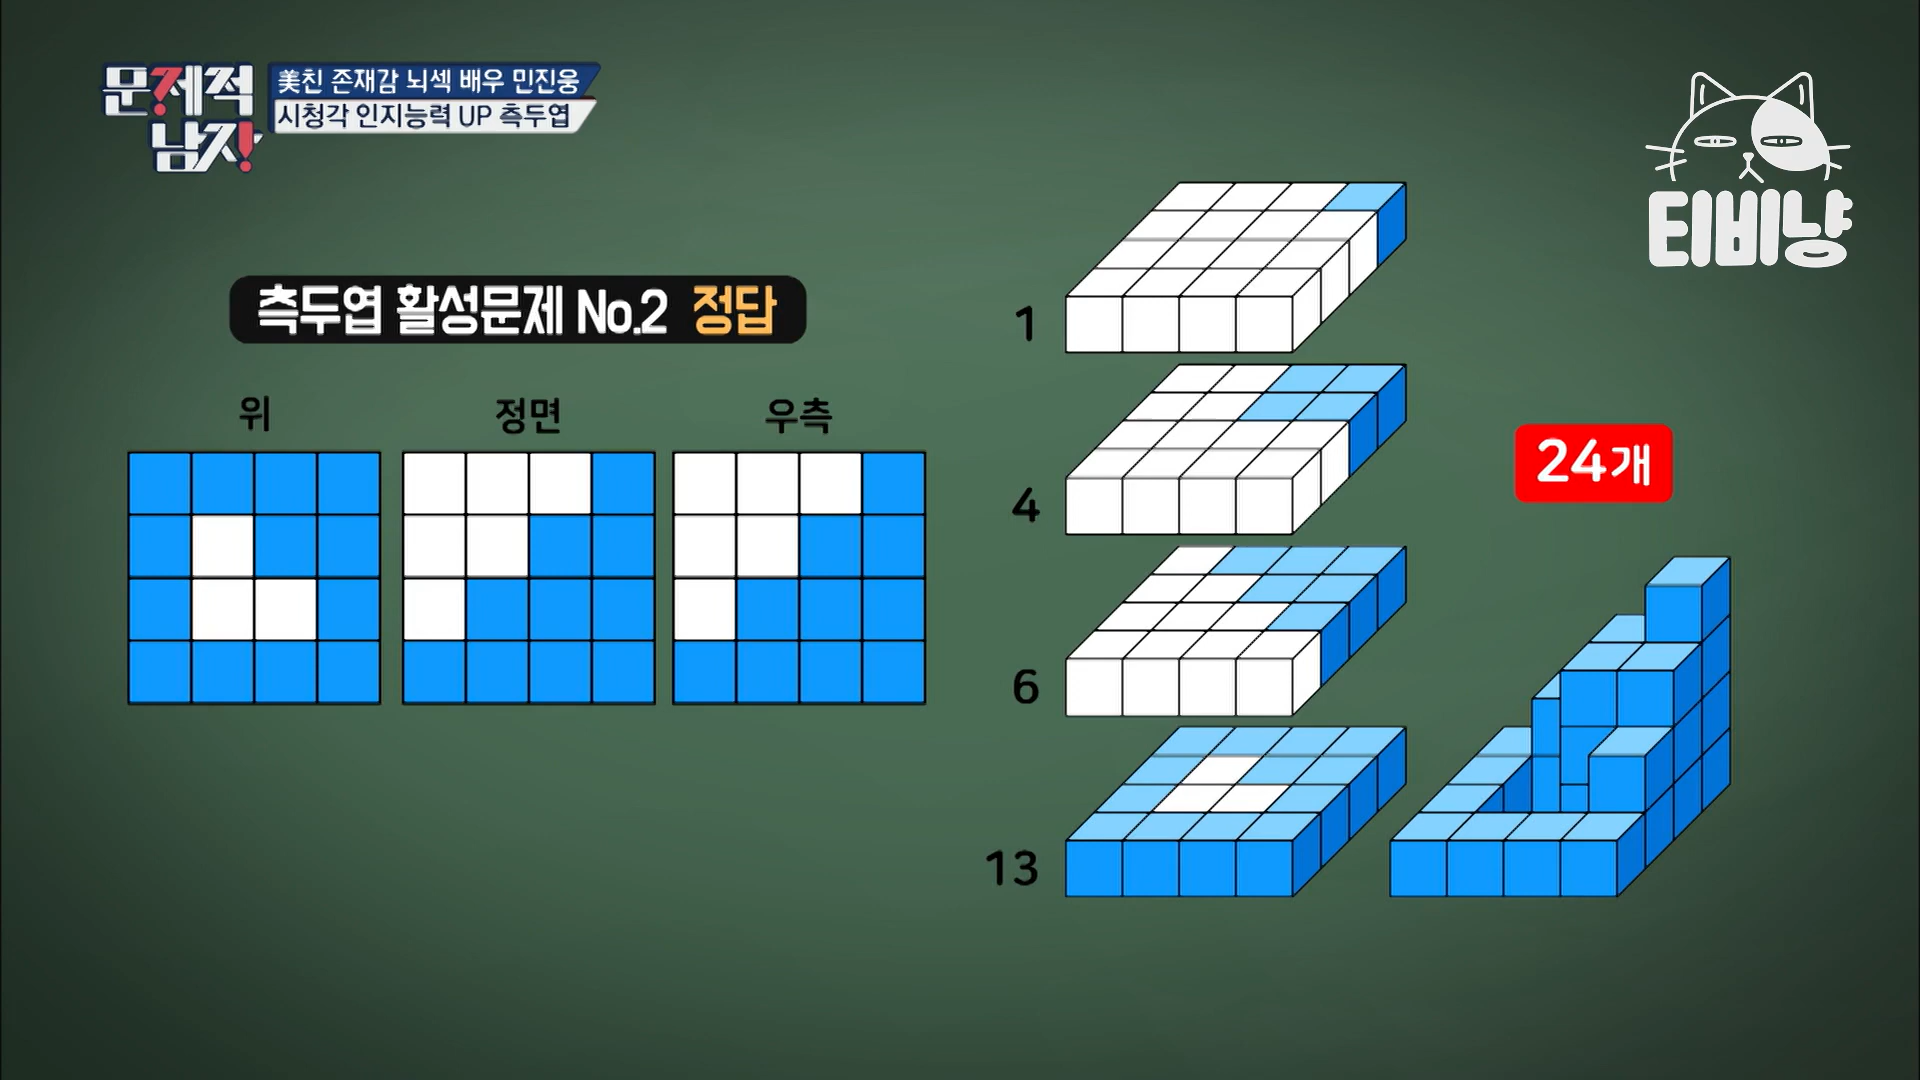 문제적
남자
美친 존재감 뇌섹 배우 민진웅
시청각 인지능력 UP 측두엽
티비냥
측두엽 활성문제 No.2 정답
위
정면
우측
1
4
6
13
24개